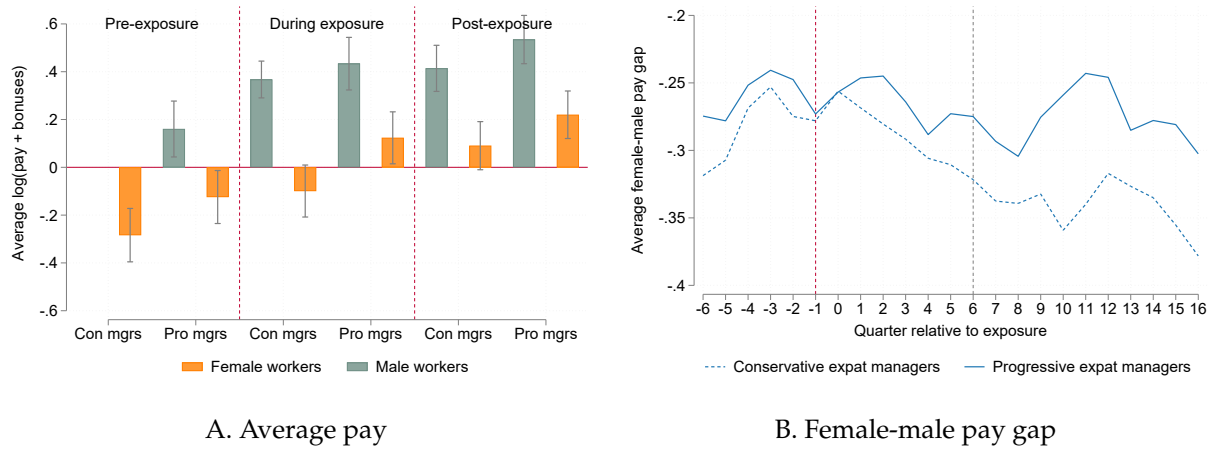 Pre-exposure During exposure Post-exposure
.6
.4
.2
0
-.2
-.4
-.6
Average log(pay + bonuses)
Con mgrs Pro mgrs Con mgrs Pro mgrs Con mgrs Pro mgrs
Female workers Male workers
A. Average pay
-.2
-.25
-.3
-.35
-.4
Average female-male pay gap
-6 -5 -4 -3 -2 -1 0 1 2 3 4 5 6 7 8 9 10 11 12 13 14 15 16
Quarter relative to exposure
Conservative expat managers Progressive expat managers
B. Female-male pay gap